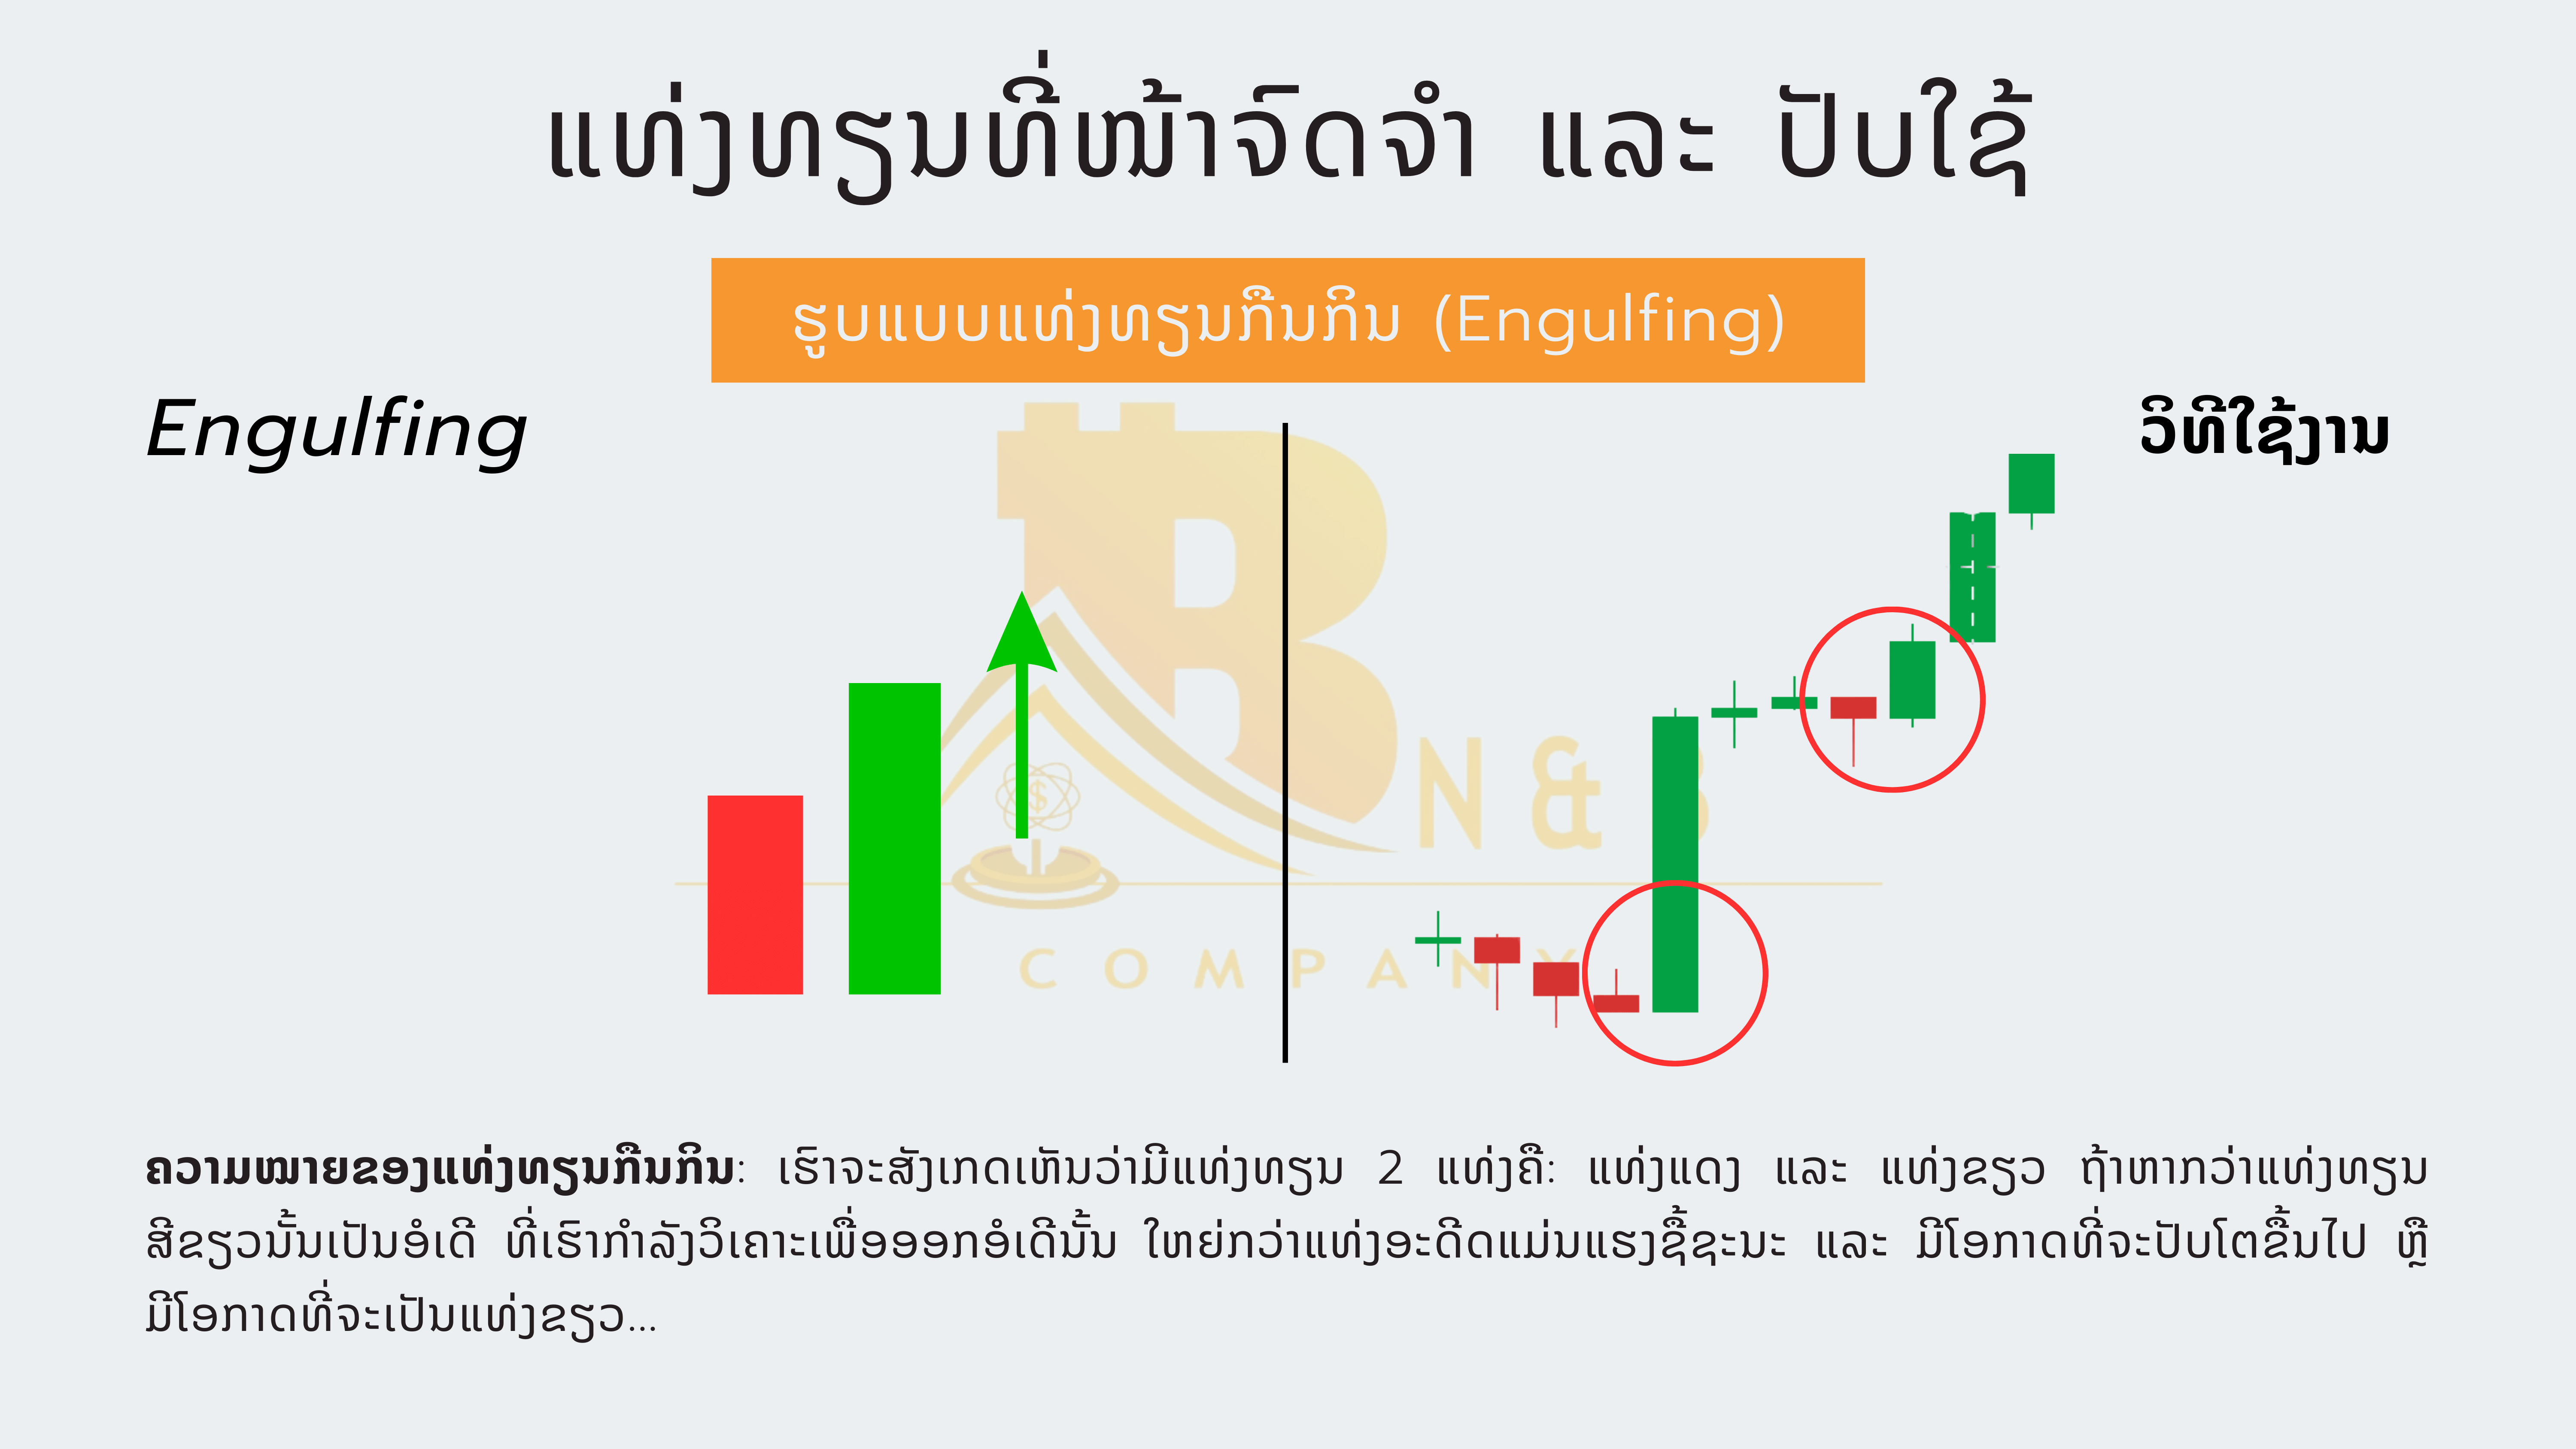 ແທ່ງທຽນທີ່ໜ້າຈົດຈຳ ແລະ ປັບໃຊ້
ຮູບແບບແທ່ງທຽນກືນກິນ (Engulfing)
Engulfing
ວິທີໃຊ້ງານ
N & B
COMPANY
ຄວາມໝາຍຂອງແທ່ງທຽນກືນກິນ: ເຮົາຈະສັງເກດເຫັນວ່າມີແທ່ງທຽນ 2 ແທ່ງຄື: ແທ່ງແດງ ແລະ ແທ່ງຂຽວ ຖ້າຫາກວ່າແທ່ງທຽນ
ສີຂຽວນັ້ນເປັນອໍເດີ ທີ່ເຮົາກຳລັງວິເຄາະເພື່ອອອກອໍເດີນັ້ນ ໃຫຍ່ກວ່າແທ່ງອະດີດແມ່ນແຮງຊື້ຊະນະ ແລະ ມີໂອກາດທີ່ຈະປັບໂຕຂຶ້ນໄປ ຫຼື
ມີໂອກາດທີ່ຈະເປັນແທ່ງຂຽວ...